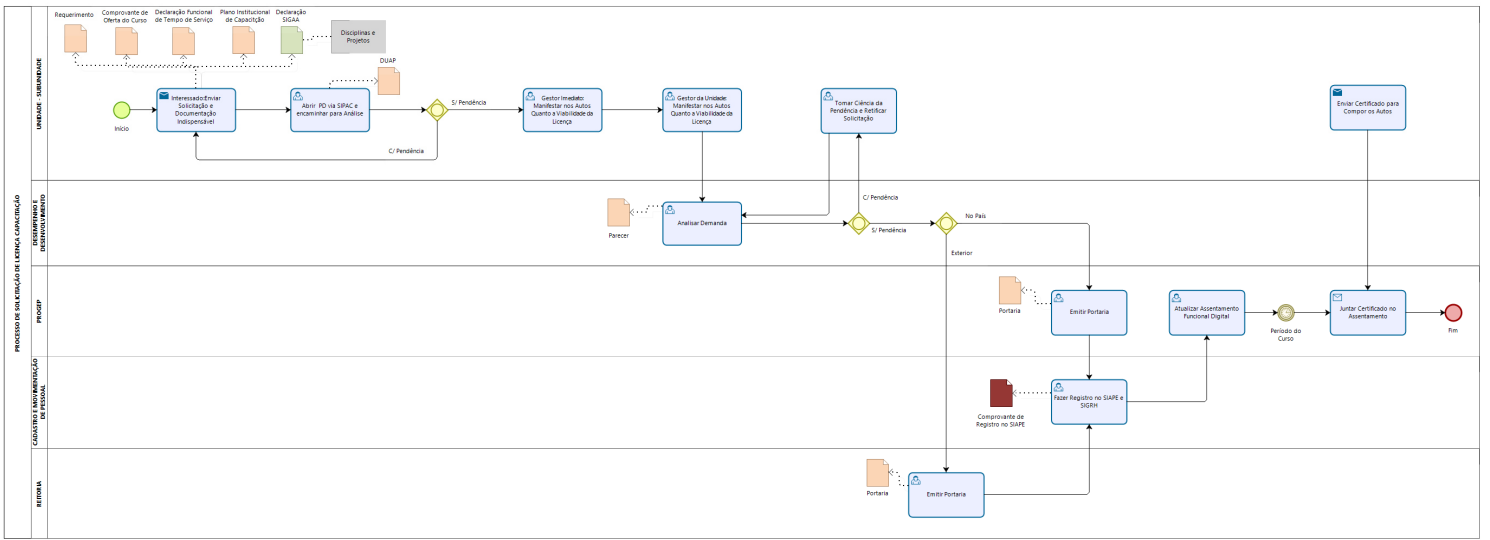 PROCESSO DE SOLICITAÇÃO DE LICENÇA CAPACITAÇÃO
UNIDADE - SUBUNIDADE
Requerimento
Comprovante de
Oferta do Curso
Declaração Funcional
de Tempo de Serviço
Plano Institucional
de Capacitção
Declaração
SIGAA
Disciplinas e
Projetos
DUAP
Início
Interessado:Enviar
Solicitação e
Documentação
Indispensável
Abrir PD via SIPAC e
encaminhar para Análise
S/ Pendência
C/ Pendência
Gestor Imediato:
Manifestar nos Autos
Quanto a Viabilidade da
Licença
Gestor da Unidade:
Manifestar nos Autos
Quanto a Viabilidade da
Licença
Tomar Ciência da
Pendência e Retificar
Solicitação
Enviar Certificado para
Compor os Autos
DESEMPENHO E
DESENVOLVIMENTO
Parecer
Analisar Demanda
C/ Pendência
S/ Pendência
No País
Exterior
PROGEP
Portaria
Emitir Portaria
Atualizar Assentamento
Funcional Digital
Período do
Curso
Juntar Certificado no
Assentamento
Fim
CADASTRO E MOVIMENTAÇÃO
DE PESSOAL
Comprovante de
Registro no SIAPE
Fazer Registro no SIAPE e
SIGRH
REITORIA
Portaria
Emitir Portaria